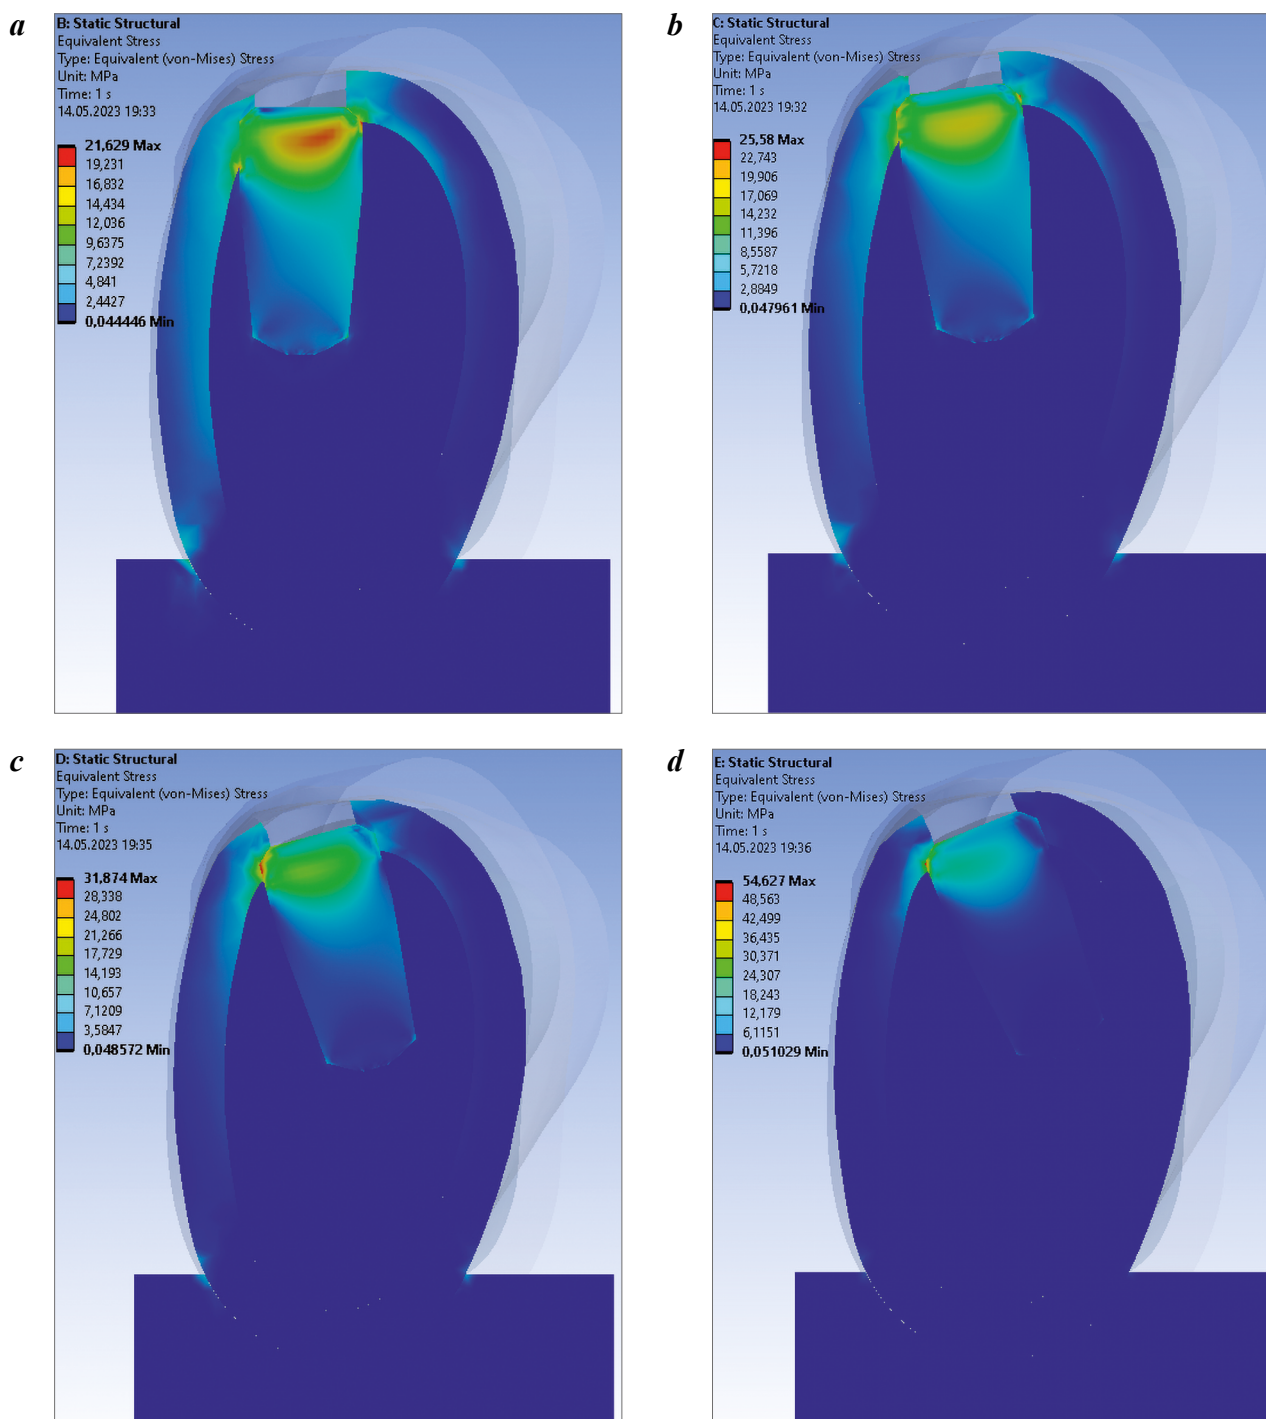 a
B: Static Structural
Equivalent Stress
Type: Equivalent (von-Mises) Stress
Unit: MPa
Time: 1 s
14.05.2023 19:33
21,629 Max
19,231
16,832
14,434
12,036
9,6375
7,2392
4,841
2,4427
0,044446 Min
b
C: Static Structural
Equivalent Stress
Type: Equivalent (von-Mises) Stress
Unit: MPa
Time: 1 s
14.05.2023 19:32
25,58 Max
22,743
19,906
17,069
14,232
11,396
8,5587
5,7218
2,8849
0,047961 Min
c
D: Static Structural
Equivalent Stress
Type: Equivalent (von-Mises) Stress
Unit: MPa
Time: 1 s
14.05.2023 19:35
31,874 Max
28,338
24,802
21,266
17,729
14,193
10,657
7,1209
3,5847
0,048572 Min
d
E: Static Structural
Equivalent Stress
Type: Equivalent (von-Mises) Stress
Unit: MPa
Time: 1 s
14.05.2023 19:36
54,627 Max
48,563
42,499
36,435
30,371
24,307
18,243
12,179
6,1151
0,051029 Min